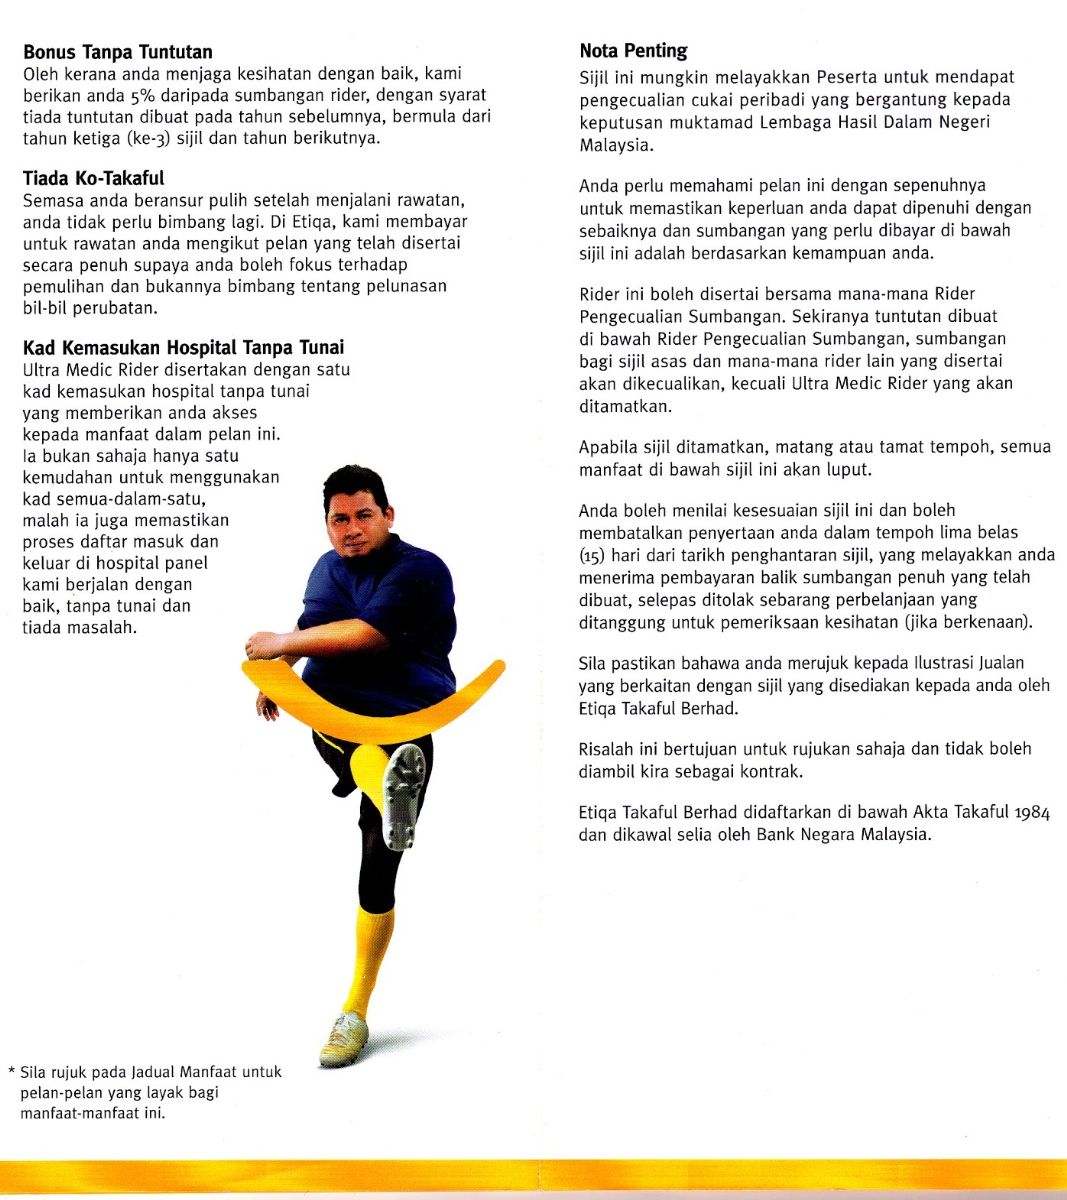 Bonus Tanpa Tuntutan
Oleh kerana anda menjaga kesihatan dengan baik, kami
berikan anda 5% daripada sumbangan rider, dengan syarat
tiada tuntutan dibuat pada tahun sebelumnya, bermula dari
tahun ketiga (ke-3) sijil dan tahun berikutnya.
Tiada Ko-Takaful
Semasa anda beransur pulih setelah menjalani rawatan,
anda tidak perlu bimbang lagi. Di Etiqa, kami membayar
untuk rawatan anda mengikut pelan yang telah disertai
secara penuh supaya anda boleh fokus terhadap
pemulihan dan bukannya bimbang tentang pelunasan
bil-bil perubatan.
Kad Kemasukan Hospital Tanpa Tunai
Ultra Medic Rider disertakan dengan satu
kad kemasukan hospital tanpa tunai
yang memberikan anda akses
kepada manfaat dalam pelan ini.
Ia bukan sahaja hanya satu
kemudahan untuk menggunakan
kad semua-dalam-satu,
malah ia juga memastikan
proses daftar masuk dan
keluar di hospital panel
kami berjalan dengan
baik, tanpa tunai dan
tiada masalah.
* Sila rujuk pada Jadual Manfaat untuk
pelan-pelan yang layak bagi
manfaat-manfaat ini.
Nota Penting
Sijil ini mungkin melayakkan Peserta untuk mendapat
pengecualian cukai peribadi yang bergantung kepada
keputusan muktamad Lembaga Hasil Dalam Negeri
Malaysia.
Anda perlu memahami pelan ini dengan sepenuhnya
untuk memastikan keperluan anda dapat dipenuhi dengan
sebaiknya dan sumbangan yang perlu dibayar di bawah
sijil ini adalah berdasarkan kemampuan anda.
Rider ini boleh disertai bersama mana-mana Rider
Pengecualian Sumbangan. Sekiranya tuntutan dibuat
di bawah Rider Pengecualian Sumbangan, sumbangan
bagi sijil asas dan mana-mana rider lain yang disertai
akan dikecualikan, kecuali Ultra Medic Rider yang akan
ditamatkan.
Apabila sijil ditamatkan, matang atau tamat tempoh, semua
manfaat di bawah sijil ini akan luput.
Anda boleh menilai kesesuaian sijil ini dan boleh
membatalkan penyertaan anda dalam tempoh lima belas
(15) hari dari tarikh penghantaran sijil, yang melayakkan anda
menerima pembayaran balik sumbangan penuh yang telah
dibuat, selepas ditolak sebarang perbelanjaan yang
ditanggung untuk pemeriksaan kesihatan (jika berkenaan).
Sila pastikan bahawa anda merujuk kepada Ilustrasi Jualan
yang berkaitan dengan sijil yang disediakan kepada anda oleh
Etiqa Takaful Berhad.
Risalah ini bertujuan untuk rujukan sahaja dan tidak boleh
diambil kira sebagai kontrak.
Etiqa Takaful Berhad didaftarkan di bawah Akta Takaful 1984
dan dikawal selia oleh Bank Negara Malaysia.